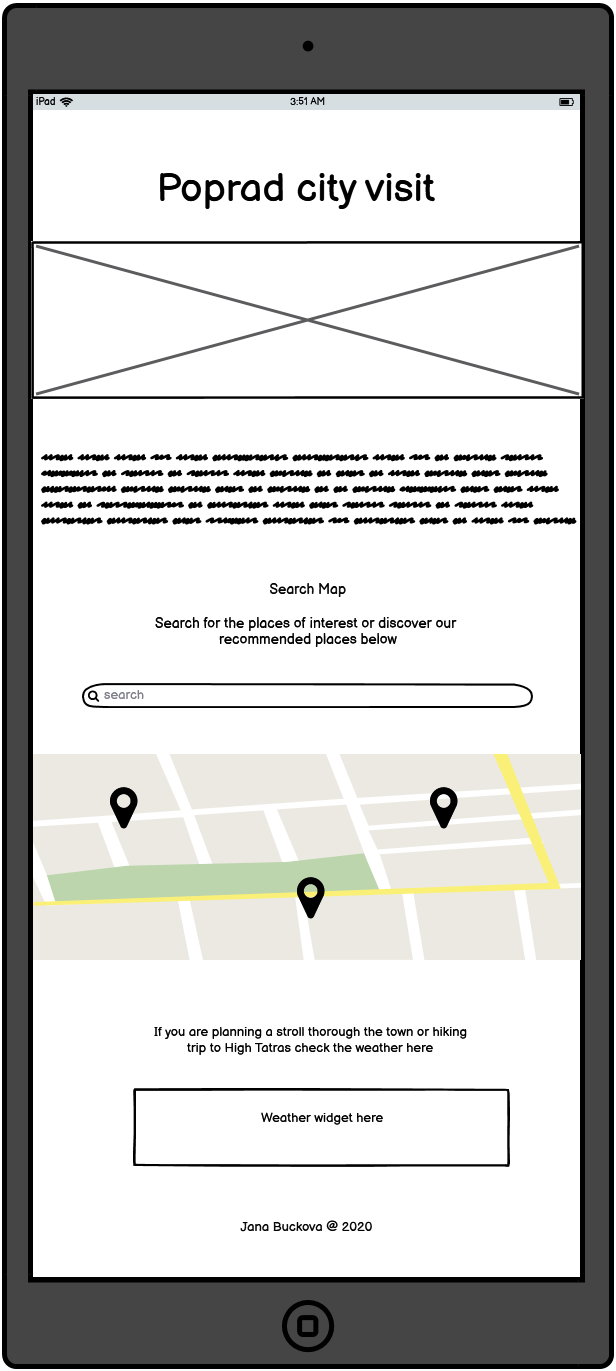 iPad 3:51 AM
Poprad city visit
Search Map
Search for the places of interest or discover our
recommended places below
search
If you are planning a stroll thorough the town or hiking
trip to High Tatras check the weather here
Weather widget here
Jana Buckova @ 2020